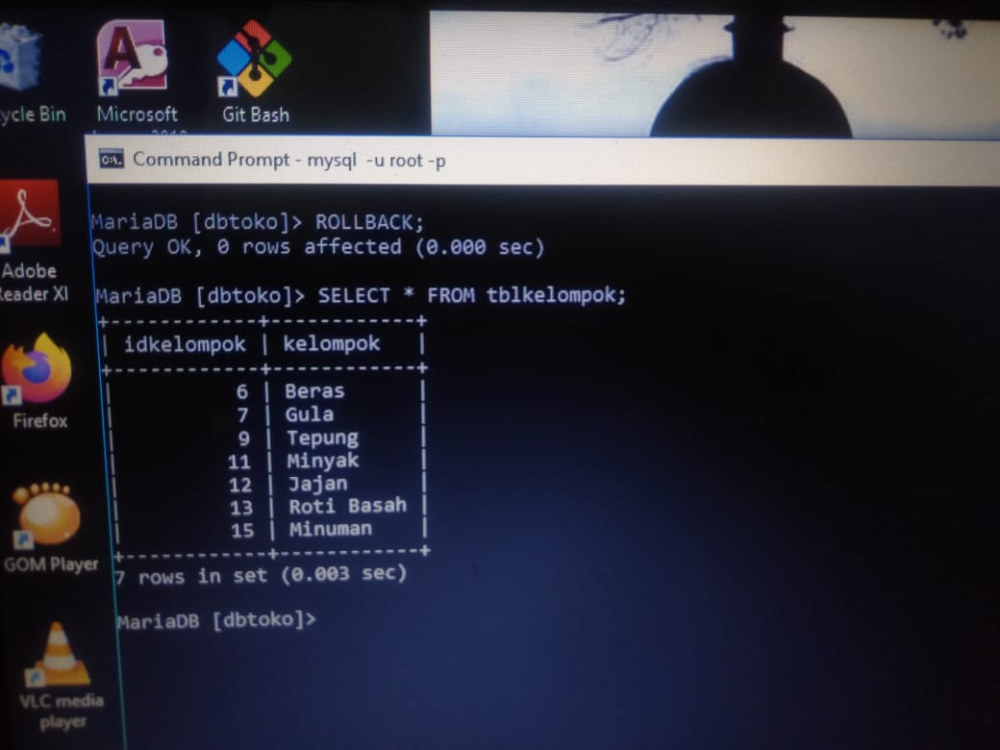 ycle Bin
Microsoft
Git Bash
Command Prompt - mysql  -u root -p
MariaDB [dbtoko]> ROLLBACK;
Query OK, 0 rows affected (0.000 sec)
Adobe
Reader XI
MariaDB [dbtoko]> SELECT * FROM tblkelompok;
+------------+------------+
| idkelompok | kelompok   |
+------------+------------+
|          6 | Beras      |
|          7 | Gula       |
|          9 | Tepung     |
|         11 | Minyak     |
|         12 | Jajan      |
|         13 | Roti Basah |
|         15 | Minuman    |
+------------+------------+
7 rows in set (0.003 sec)
MariaDB [dbtoko]>
Firefox
GOM Player
VLC media
player